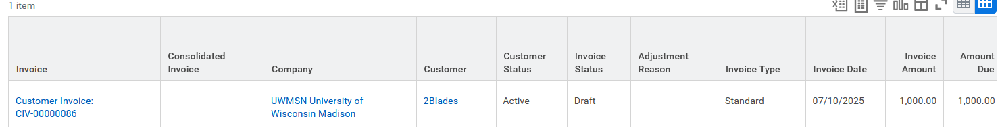 1 item
Invoice
Consolidated
Invoice
Company
Customer
Customer
Status
Invoice
Status
Adjustment
Reason
Invoice Type
Invoice Date
Invoice
Amount
Amount
Due
Customer Invoice:
CIV-00000086
UWMSN University of
Wisconsin Madison
2Blades
Active
Draft
Standard
07/10/2025
1,000.00
1,000.00